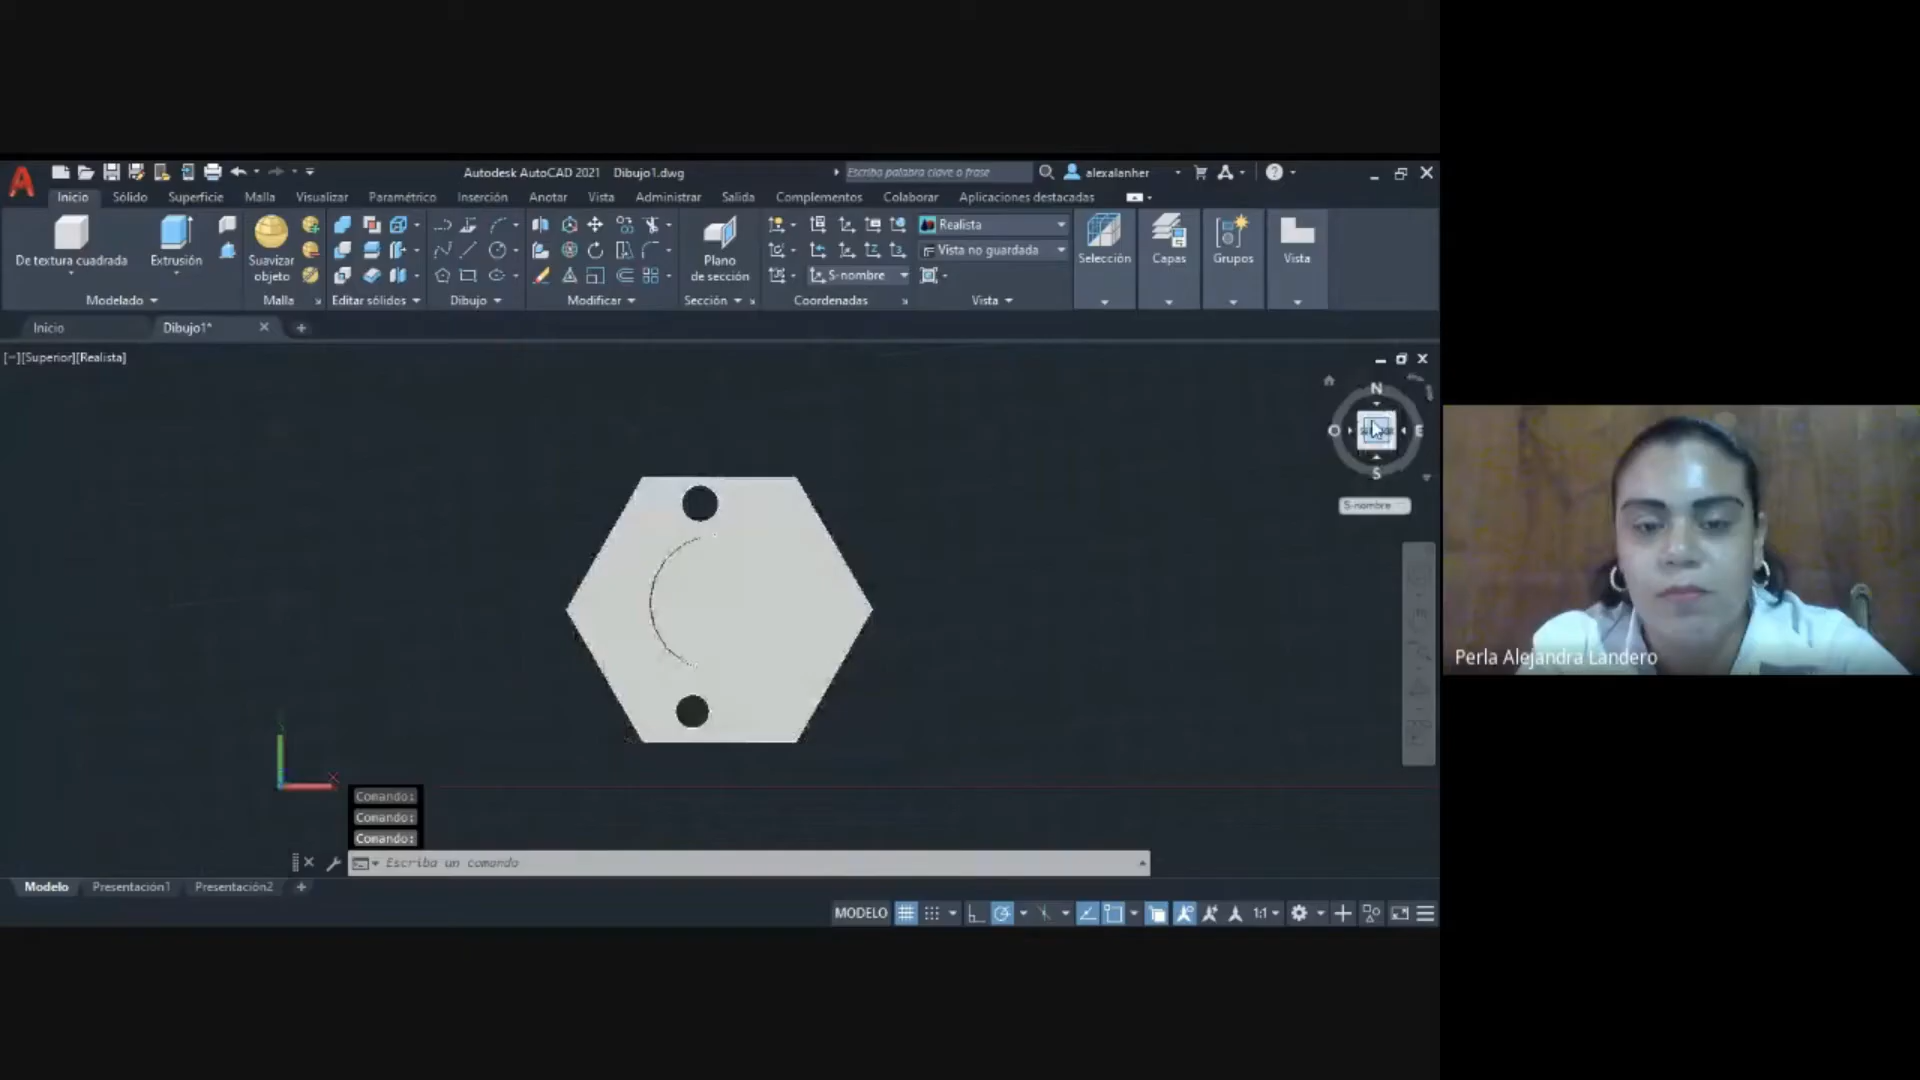 Autodesk AutoCAD 2021 Dibujo1.dwg
Escriba palabra clave o frase
alexalanher
Inicio Sólido Superficie Malla Visualizar Paramétrico Inserción Anotar Vista Administrar Salida Complementos Colaborar Aplicaciones destacadas
De textura cuadrada
Extrusión
Suavizar
objeto
Plano
de sección
Realista
Vista no guardada
S-nombre
Selección
Capas
Grupos
Vista
Modelado
Malla
Editar sólidos
Dibujo
Modificar
Sección
Coordenadas
Vista
Inicio
Dibujo1*
[−][Superior][Realista]
N
O
E
S
S-nombre
X
Comando:
Comando:
Comando:
Escriba un comando
Modelo Presentación1 Presentación2
MODELO
1:1
Perla Alejandra Landero